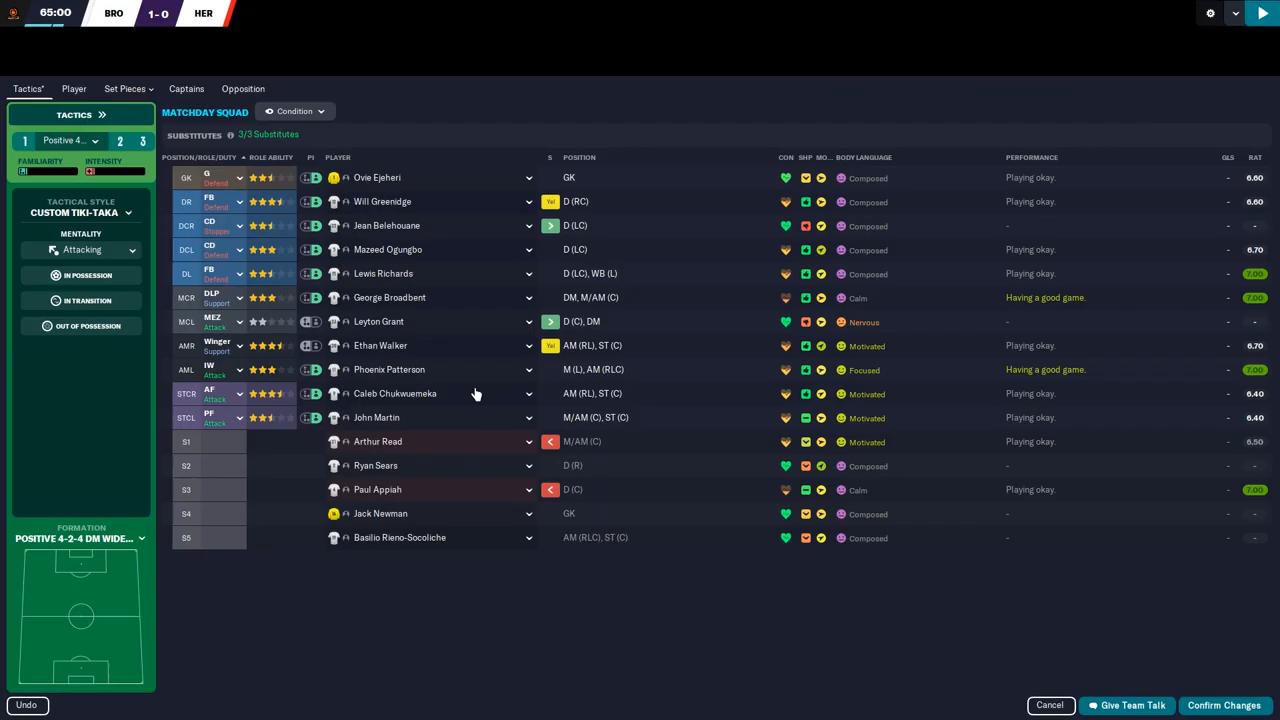 65:00 BRO 1 - 0 HER
Tactics* Player Set Pieces Captains Opposition
TACTICS
MATCHDAY SQUAD Condition
SUBSTITUTES 3/3 Substitutes
1 Positive 4... 2 3
FAMILIARITY INTENSITY
POSITION/ROLE/DUTY ROLE ABILITY PI PLAYER S POSITION CON SHP MO... BODY LANGUAGE PERFORMANCE GLS RAT
GK G Defend Ovie Ejeheri GK Composed Playing okay. - 6.60
DR FB Defend Will Greenidge Yel D (RC) Composed Playing okay. - 6.60
DCR CD Stopper Jean Belehouane D (LC) Composed - - -
DCL CD Defend Mazeed Ogungbo D (LC) Composed Playing okay. - 6.70
DL FB Defend Lewis Richards D (LC), WB (L) Composed Playing okay. - 7.00
MCR DLP Support George Broadbent DM, M/AM (C) Calm Having a good game. - 7.00
MCL MEZ Attack Leyton Grant D (C), DM Nervous - - -
AMR Winger Support Ethan Walker Yel AM (RL), ST (C) Motivated Playing okay. - 6.70
AML IW Attack Phoenix Patterson M (L), AM (RLC) Focused Having a good game. - 7.00
STCR AF Attack Caleb Chukwuemeka AM (RL), ST (C) Motivated Playing okay. - 6.40
STCL PF Attack John Martin M/AM (C), ST (C) Motivated Playing okay. - 6.40
S1 Arthur Read M/AM (C) Motivated Playing okay. - 6.50
S2 Ryan Sears D (R) Composed - - -
S3 Paul Appiah D (C) Calm Playing okay. - 7.00
S4 Jack Newman GK Composed - - -
S5 Basilio Rieno-Socoliche AM (RLC), ST (C) Composed - - -
TACTICAL STYLE
CUSTOM TIKI-TAKA
MENTALITY
Attacking
IN POSSESSION
IN TRANSITION
OUT OF POSSESSION
FORMATION
POSITIVE 4-2-4 DM WIDE...
Undo Cancel Give Team Talk Confirm Changes